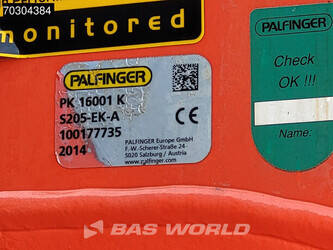 monitored
70304384
PALFINGER
PK 16001 K
S205-EK-A
100177735
2014
CE
PALFINGER Europe GmbH
F.-W.-Scherer-Straße 24
5020 Salzburg / Austria
www.palfinger.com
Check
OK !!!
Name:
BAS WORLD